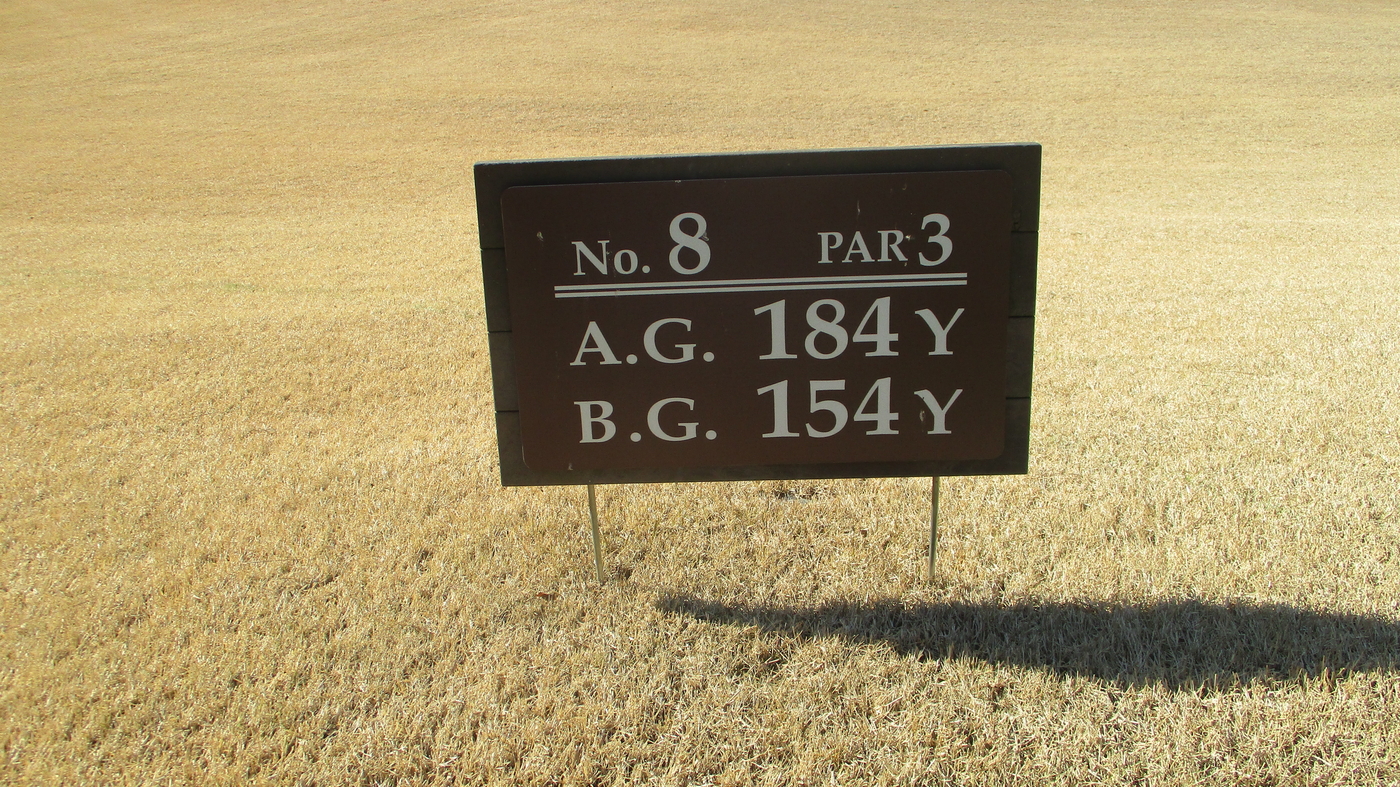 No. 8 PAR 3
A.G. 184 Y
B.G. 154 Y